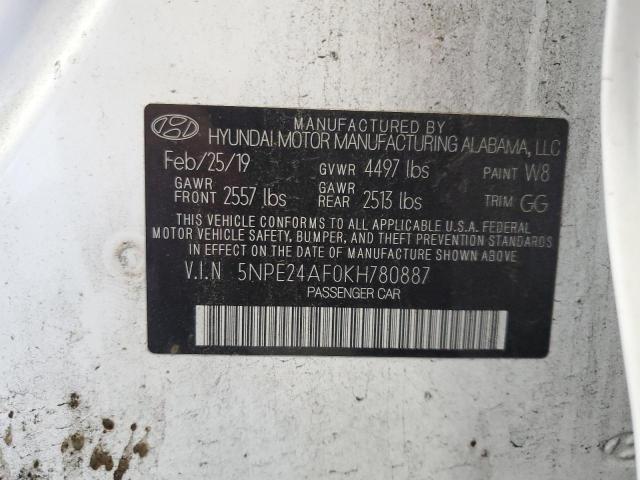 MANUFACTURED BY
HYUNDAI MOTOR MANUFACTURING ALABAMA, LLC
Feb/25/19 GVWR 4497 lbs PAINT W8
GAWR FRONT 2557 lbs GAWR REAR 2513 lbs TRIM GG
THIS VEHICLE CONFORMS TO ALL APPLICABLE U.S.A. FEDERAL
MOTOR VEHICLE SAFETY, BUMPER, AND THEFT PREVENTION STANDARDS
IN EFFECT ON THE DATE OF MANUFACTURE SHOWN ABOVE.
V.I.N 5NPE24AF0KH780887
PASSENGER CAR